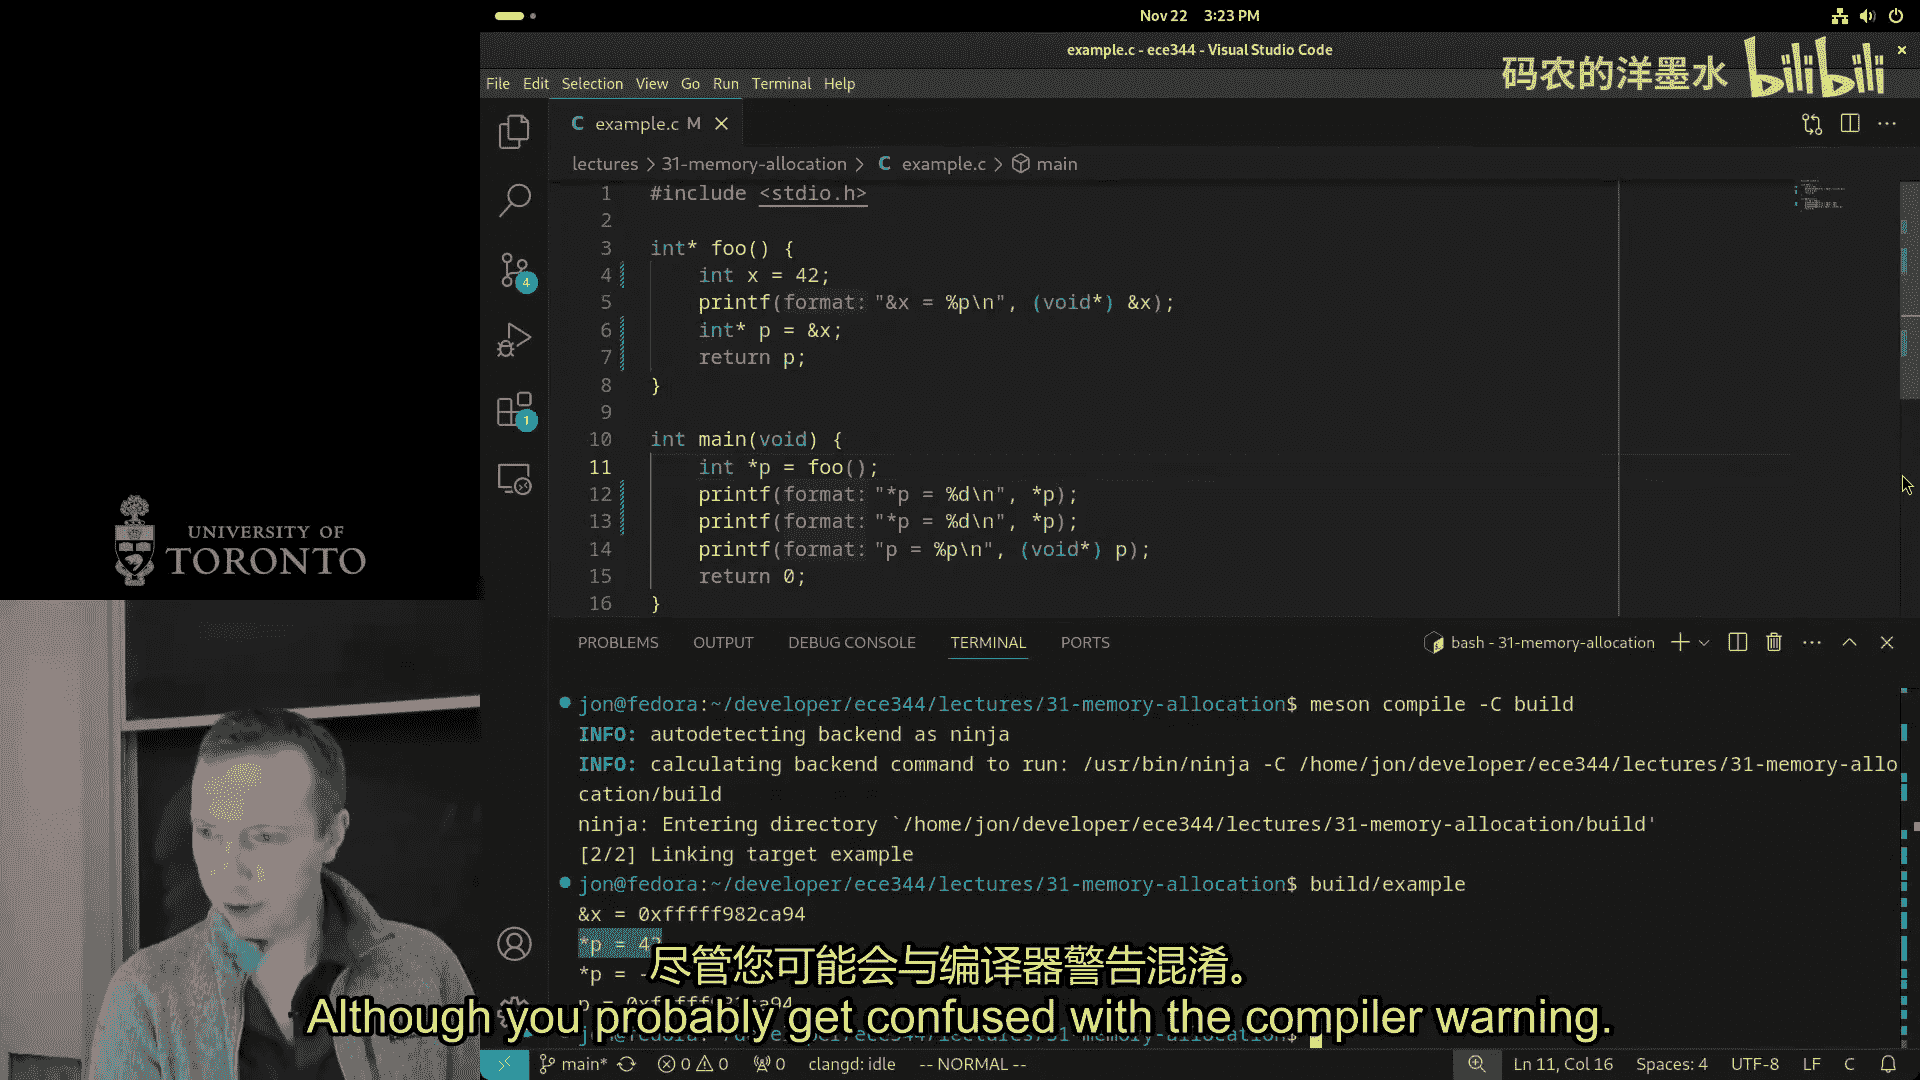 Nov 22 3:23 PM
example.c - ece344 - Visual Studio Code
码农的洋墨水 bilibili
File Edit Selection View Go Run Terminal Help
C example.c M
lectures > 31-memory-allocation > C example.c > main
1 #include <stdio.h>
2
3 int* foo() {
4 int x = 42;
5 printf(format: "&x = %p\n", (void*) &x);
6 int* p = &x;
7 return p;
8 }
9
10 int main(void) {
11 int *p = foo();
12 printf(format: "*p = %d\n", *p);
13 printf(format: "*p = %d\n", *p);
14 printf(format: "p = %p\n", (void*) p);
15 return 0;
16 }
4
1
UNIVERSITY OF
TORONTO
PROBLEMS OUTPUT DEBUG CONSOLE TERMINAL PORTS
bash - 31-memory-allocation
jon@fedora:~/developer/ece344/lectures/31-memory-allocation$ meson compile -C build
INFO: autodetecting backend as ninja
INFO: calculating backend command to run: /usr/bin/ninja -C /home/jon/developer/ece344/lectures/31-memory-allo
cation/build
ninja: Entering directory `/home/jon/developer/ece344/lectures/31-memory-allocation/build'
[2/2] Linking target example
jon@fedora:~/developer/ece344/lectures/31-memory-allocation$ build/example
&x = 0xfffff982ca94
*p = 42
*p = -
尽管您可能会与编译器警告混淆。
Although you probably get confused with the compiler warning.
main* 0 0 0 clangd: idle -- NORMAL -- Ln 11, Col 16 Spaces: 4 UTF-8 LF C